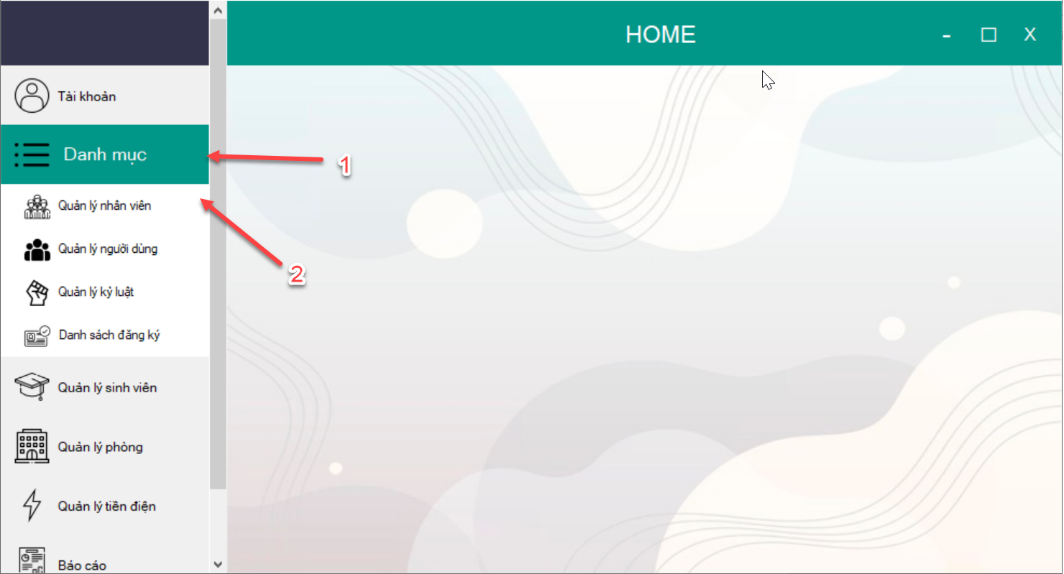 HOME
- □ X
Tài khoản
Danh mục
1
Quản lý nhân viên
2
Quản lý người dùng
Quản lý kỷ luật
Danh sách đăng ký
Quản lý sinh viên
Quản lý phòng
Quản lý tiền điện
Báo cáo